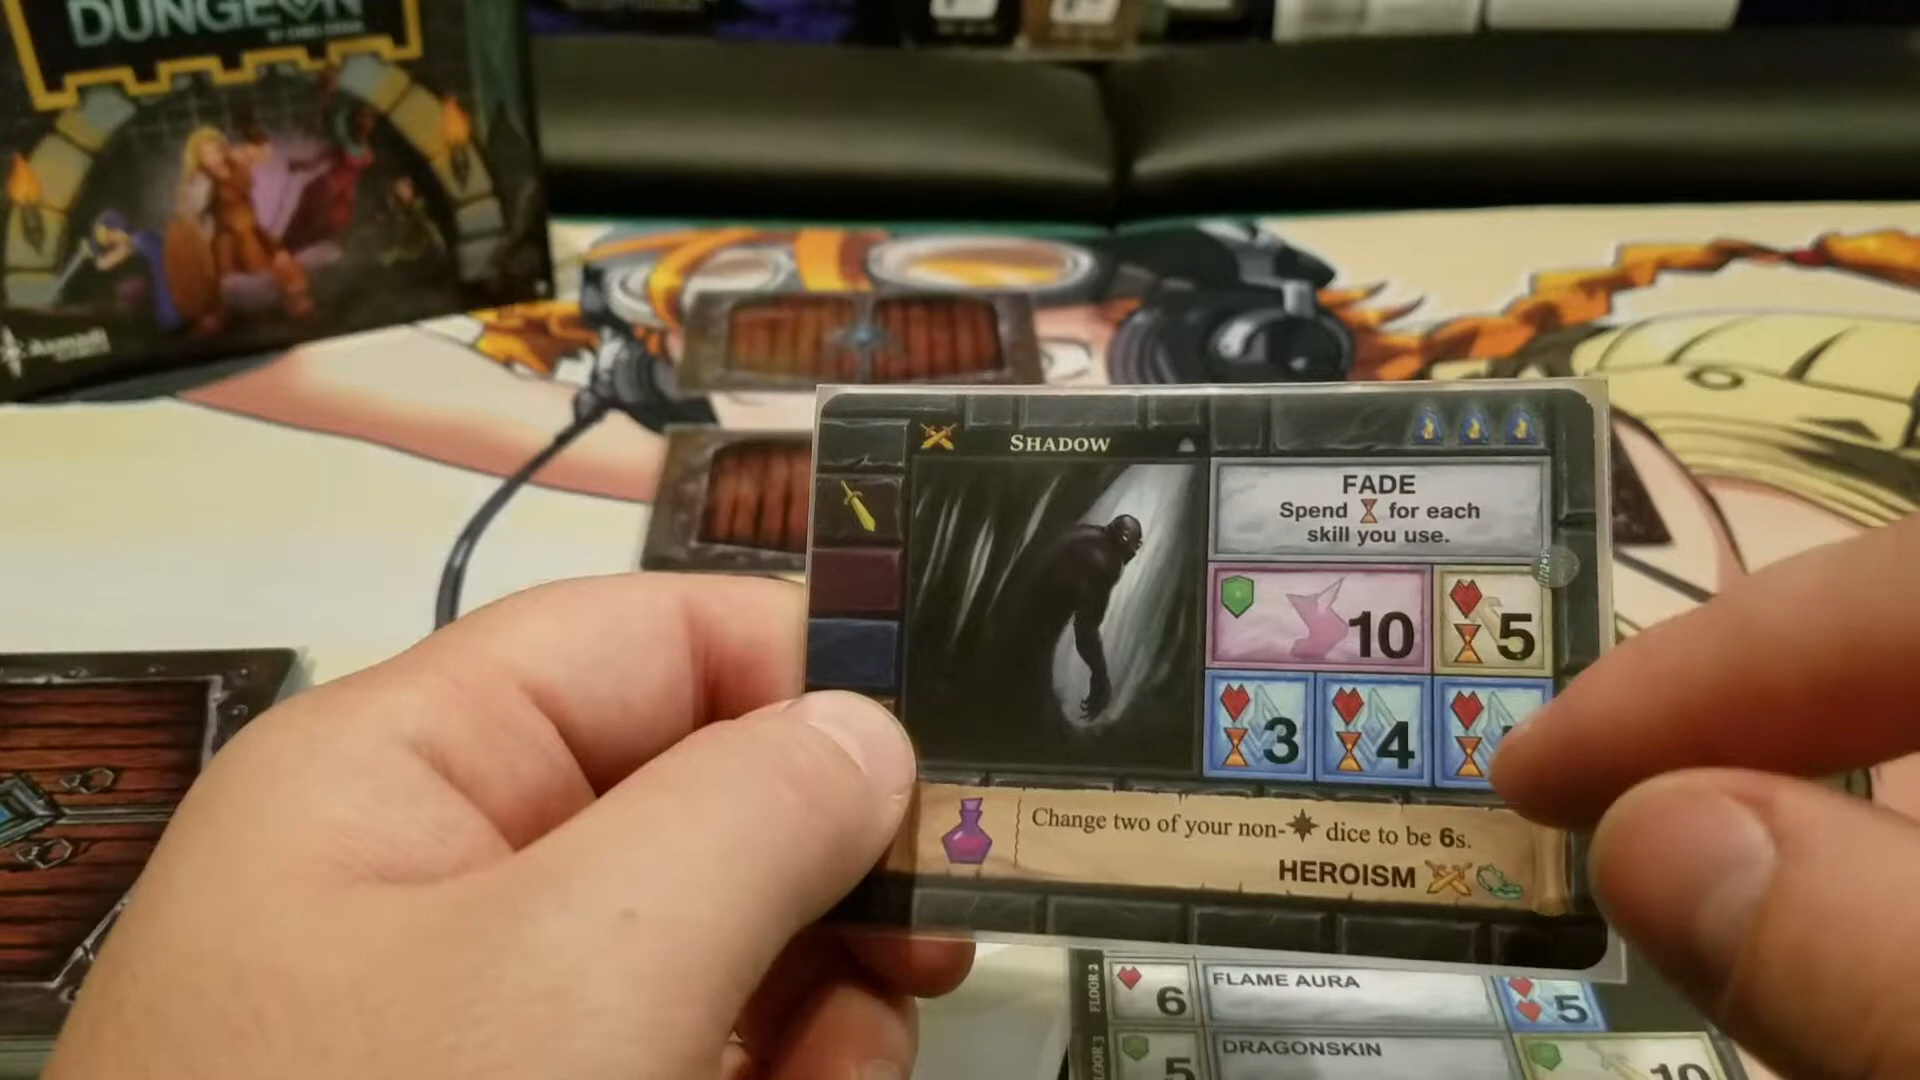 DUNGEON
Asmadi
SHADOW
FADE
Spend for each
skill you use.
10
5
3
4
Change two of your non- dice to be 6s.
HEROISM
FLOOR 2
6
FLAME AURA
5
FLOOR 3
5
DRAGONSKIN
10